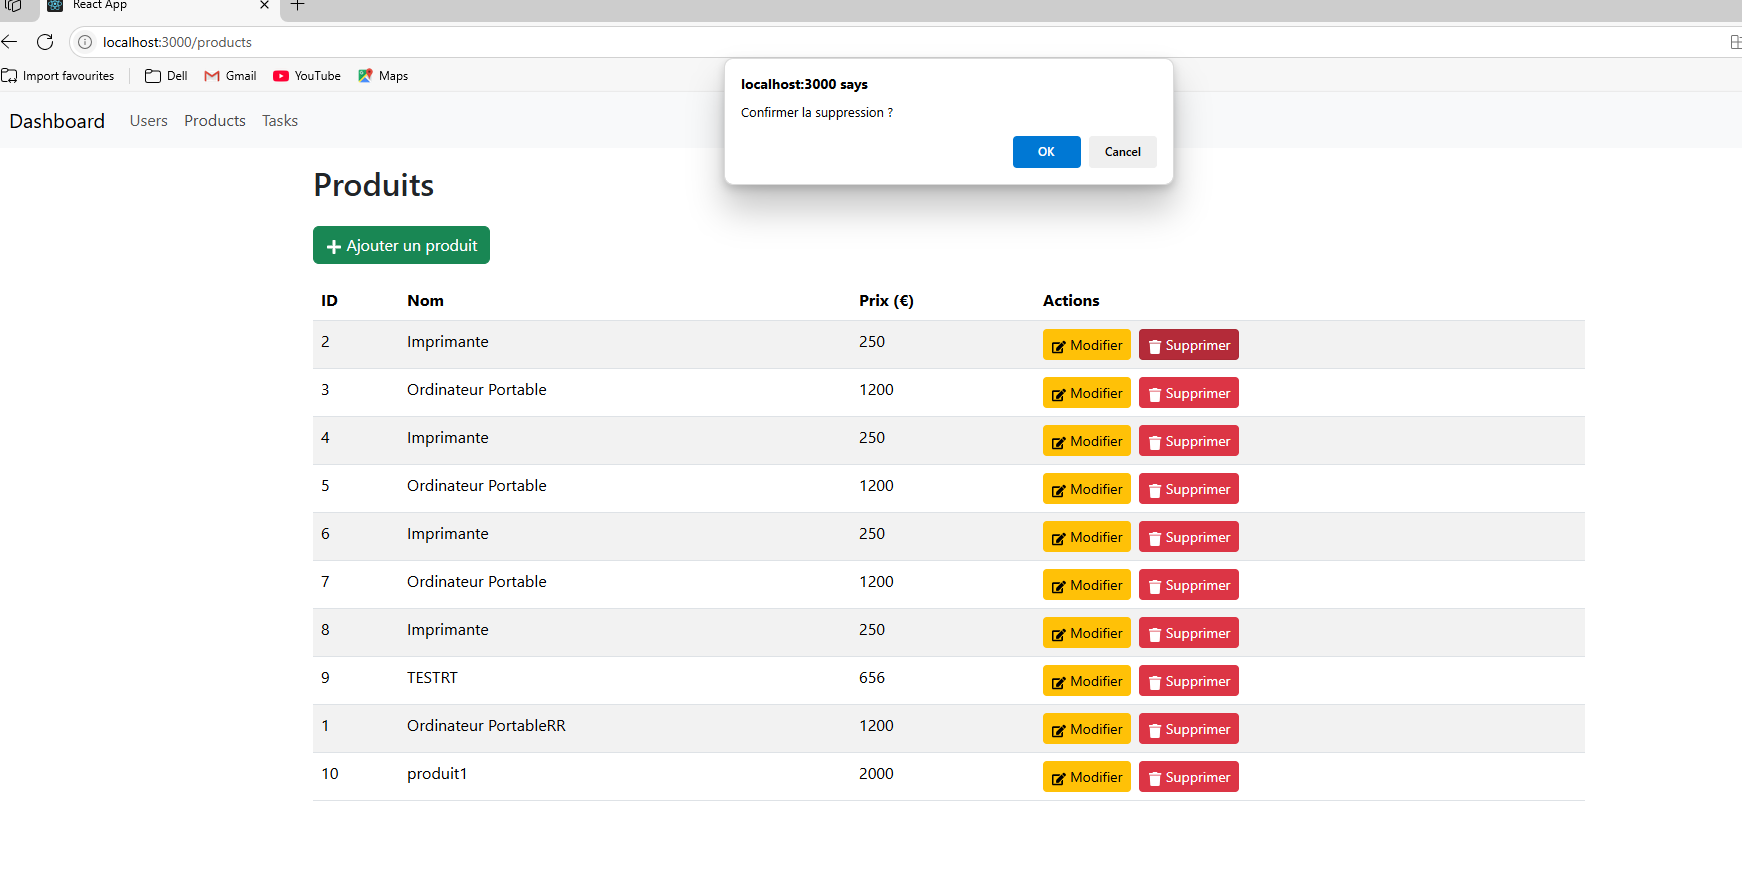 React App
localhost:3000/products
Import favourites Dell Gmail YouTube Maps
localhost:3000 says
Confirmer la suppression ?
OK Cancel
Dashboard Users Products Tasks
Produits
Ajouter un produit
ID Nom Prix (€) Actions
2 Imprimante 250 Modifier Supprimer
3 Ordinateur Portable 1200 Modifier Supprimer
4 Imprimante 250 Modifier Supprimer
5 Ordinateur Portable 1200 Modifier Supprimer
6 Imprimante 250 Modifier Supprimer
7 Ordinateur Portable 1200 Modifier Supprimer
8 Imprimante 250 Modifier Supprimer
9 TESTRT 656 Modifier Supprimer
1 Ordinateur PortableRR 1200 Modifier Supprimer
10 produit1 2000 Modifier Supprimer